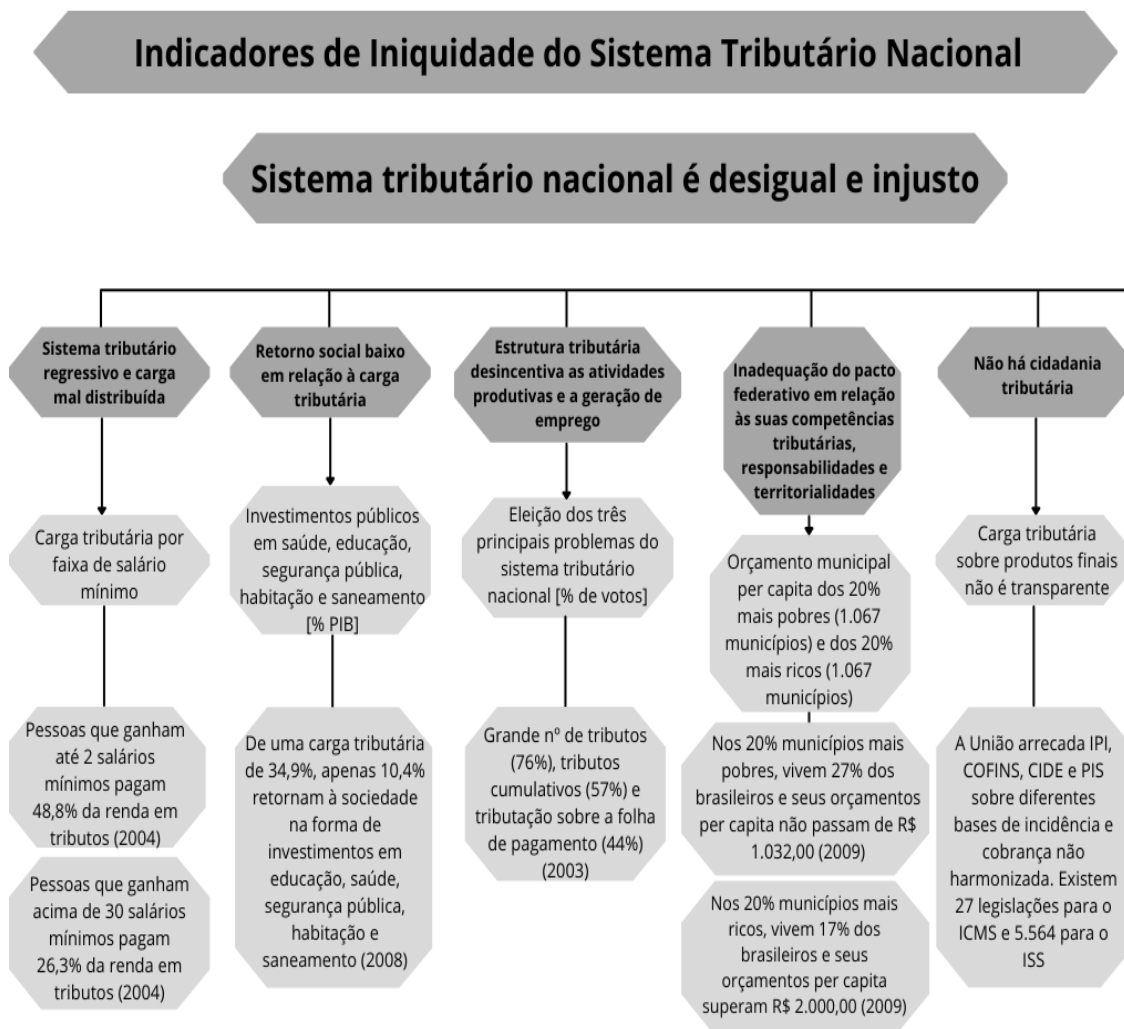 Indicadores de Iniquidade do Sistema Tributário Nacional
Sistema tributário nacional é desigual e injusto
Sistema tributário
regressivo e carga
mal distribuída
Carga tributária por
faixa de salário
mínimo
Pessoas que ganham
até 2 salários
mínimos pagam
48,8% da renda em
tributos (2004)
Pessoas que ganham
acima de 30 salários
mínimos pagam
26,3% da renda em
tributos (2004)
Retorno social baixo
em relação à carga
tributária
Investimentos públicos
em saúde, educação,
segurança pública,
habitação e saneamento
[% PIB]
De uma carga tributária
de 34,9%, apenas 10,4%
retornam à sociedade
na forma de
investimentos em
educação, saúde,
segurança pública,
habitação e
saneamento (2008)
Estrutura tributária
desincentiva as atividades
produtivas e a geração de
emprego
Eleição dos três
principais problemas do
sistema tributário
nacional [% de votos]
Grande nº de tributos
(76%), tributos
cumulativos (57%) e
tributação sobre a folha
de pagamento (44%)
(2003)
Inadequação do pacto
federativo em relação
às suas competências
tributárias,
responsabilidades e
territorialidades
Orçamento municipal
per capita dos 20%
mais pobres (1.067
municípios) e dos 20%
mais ricos (1.067
municípios)
Nos 20% municípios mais
pobres, vivem 27% dos
brasileiros e seus orçamentos
per capita não passam de R$
1.032,00 (2009)
Nos 20% municípios mais
ricos, vivem 17% dos
brasileiros e seus
orçamentos per capita
superam R$ 2.000,00 (2009)
Não há cidadania
tributária
Carga tributária
sobre produtos finais
não é transparente
A União arrecada IPI,
COFINS, CIDE e PIS
sobre diferentes
bases de incidência e
cobrança não
harmonizada. Existem
27 legislações para o
ICMS e 5.564 para o
ISS